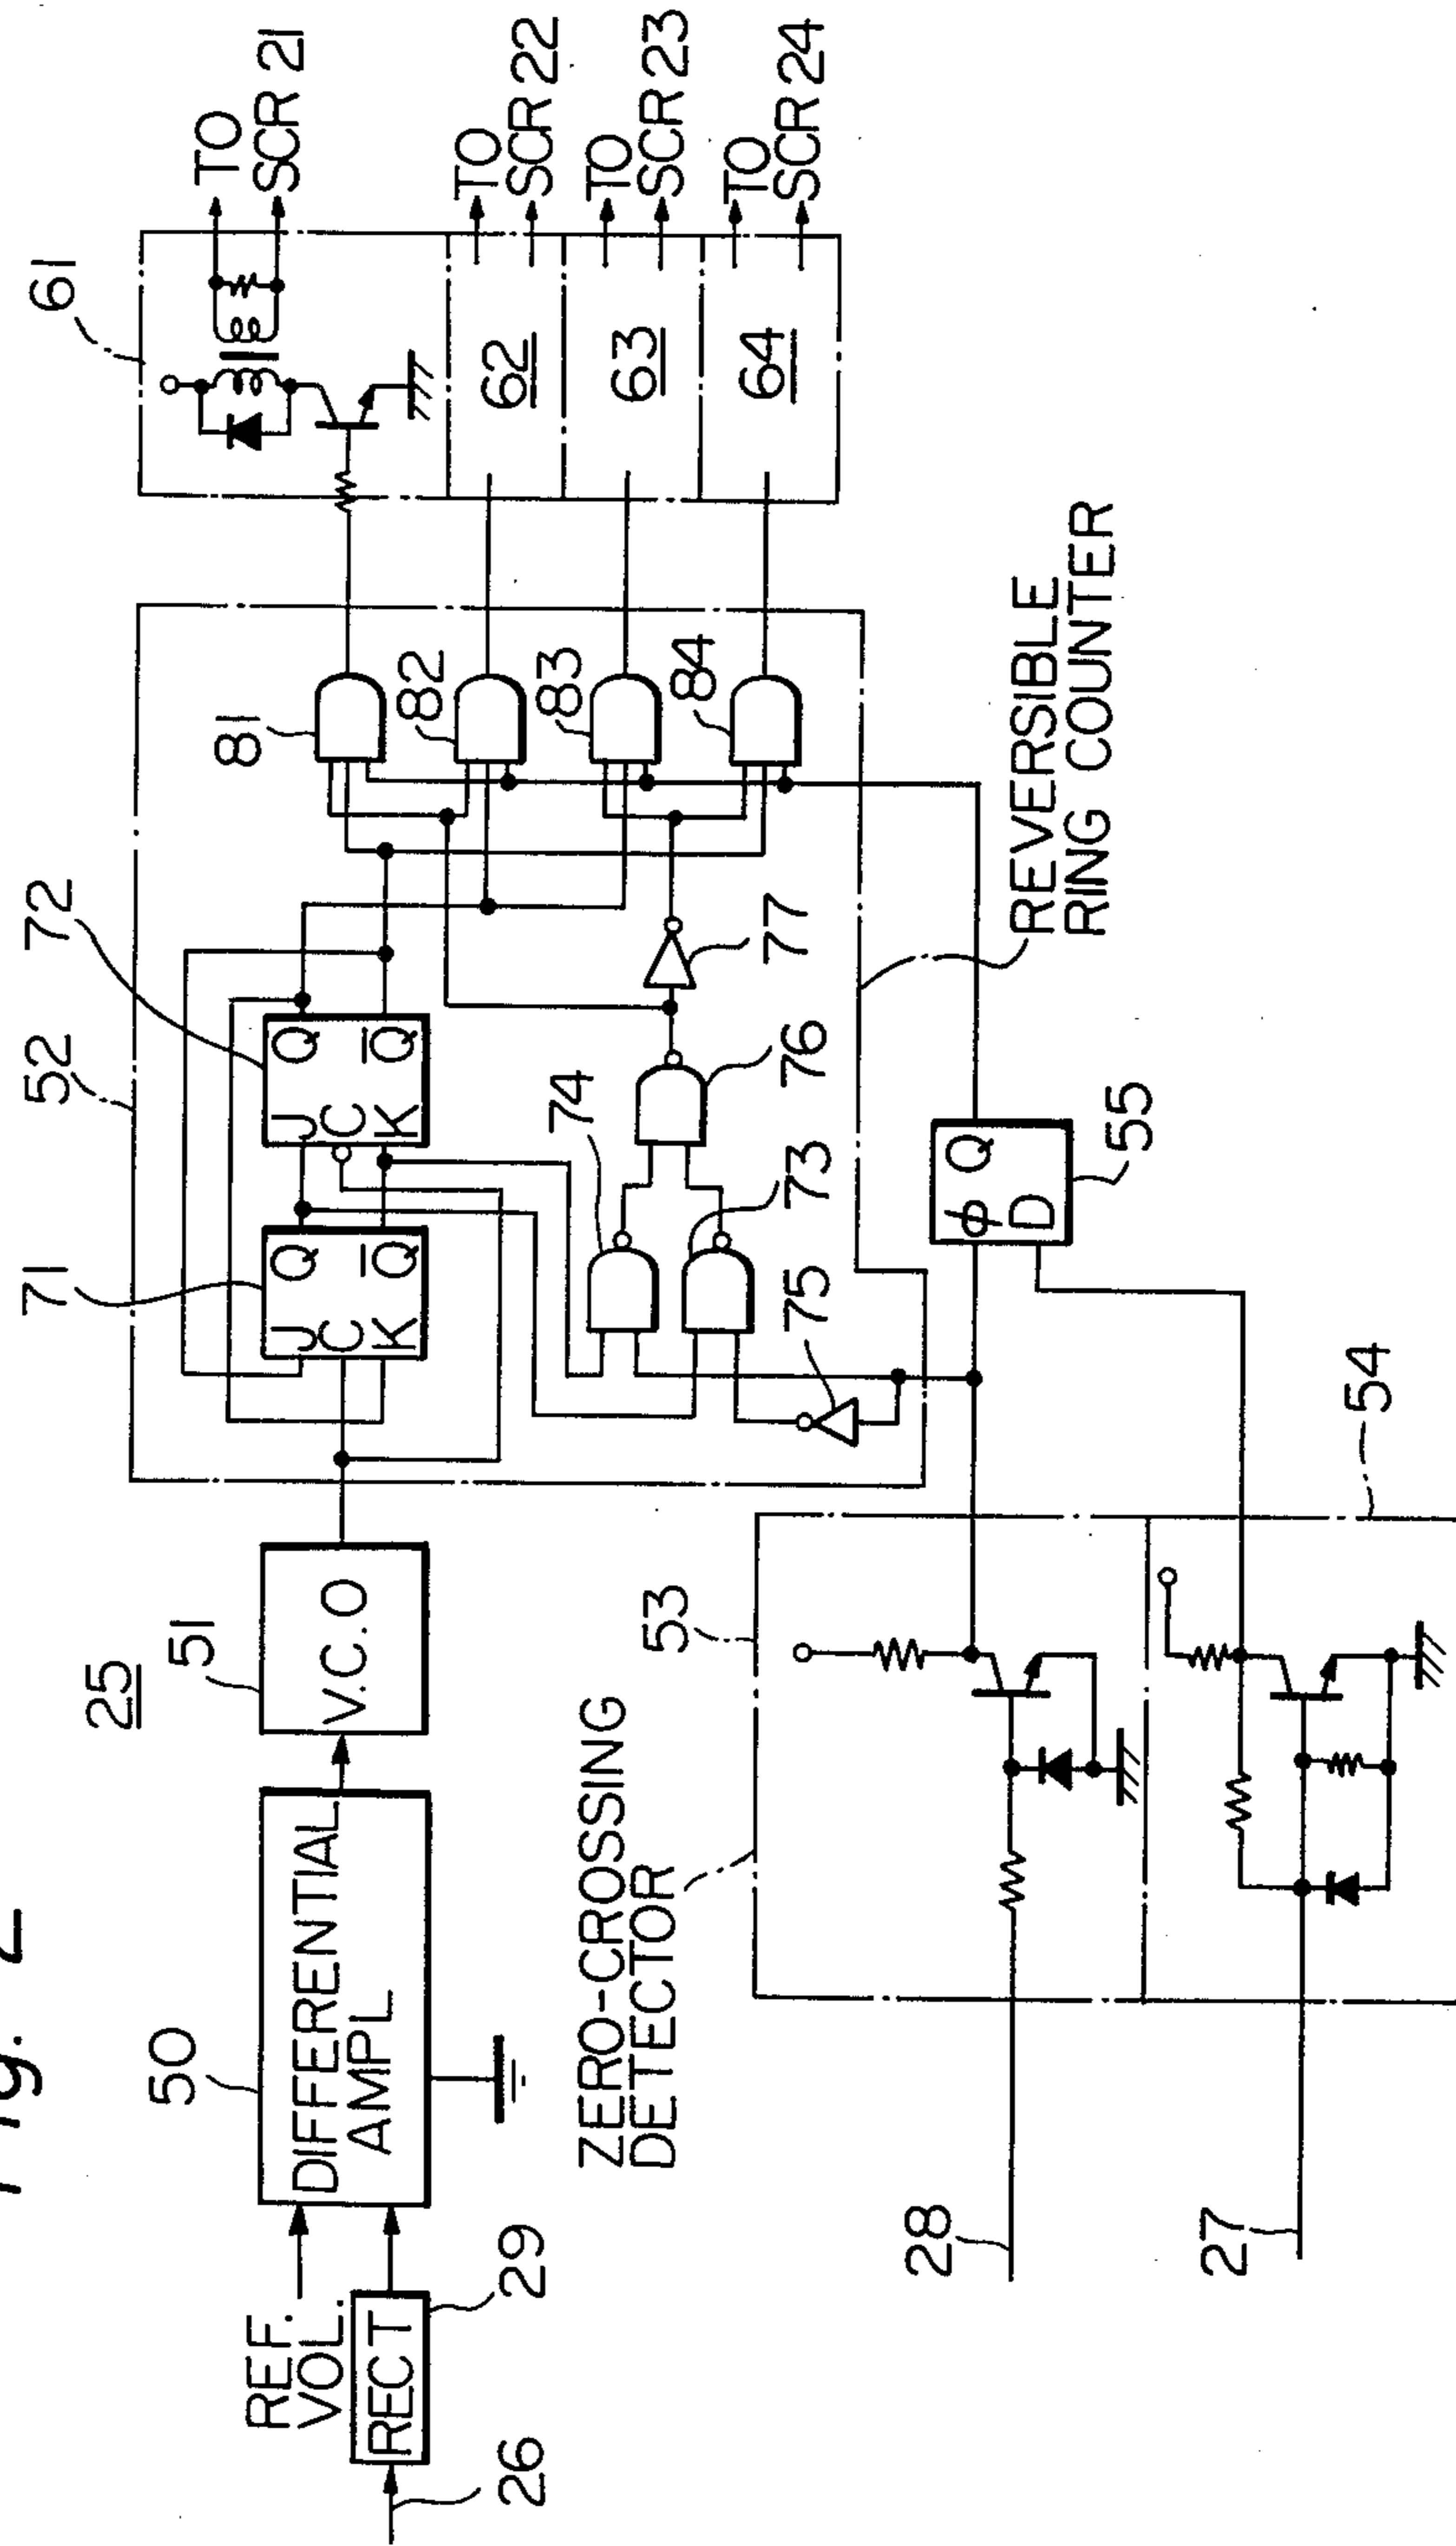 Fig. 2
25
REF.
VOL.
26
RECT
29
50
DIFFERENTIAL
AMPL
51
V.C.O
52
71
J
C
K
Q
Q̅
72
J
C
K
Q
Q̅
74
73
75
76
77
81
82
83
84
61
62
63
64
TO
SCR 21
TO
SCR 22
TO
SCR 23
TO
SCR 24
REVERSIBLE
RING COUNTER
ZERO-CROSSING
DETECTOR
53
54
28
27
ϕ
D
Q
55